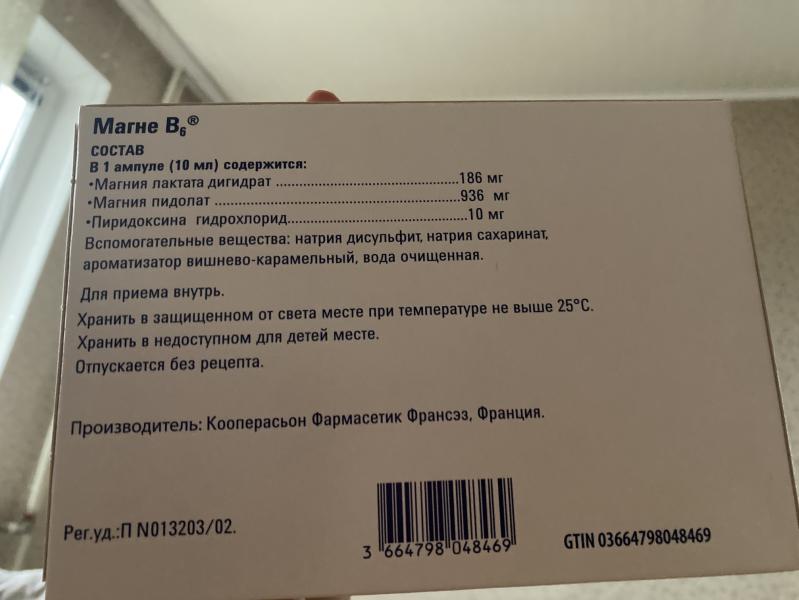 Магне B₆®
СОСТАВ
В 1 ампуле (10 мл) содержится:
•Магния лактата дигидрат ........................................186 мг
•Магния пидолат ......................................................936 мг
•Пиридоксина гидрохлорид.......................................10 мг
Вспомогательные вещества: натрия дисульфит, натрия сахаринат,
ароматизатор вишнево-карамельный, вода очищенная.
Для приема внутрь.
Хранить в защищенном от света месте при температуре не выше 25°С.
Хранить в недоступном для детей месте.
Отпускается без рецепта.
Производитель: Кооперасьон Фармасетик Франсэз, Франция.
Рег.уд.:П N013203/02.
3 664798 048469
GTIN 03664798048469